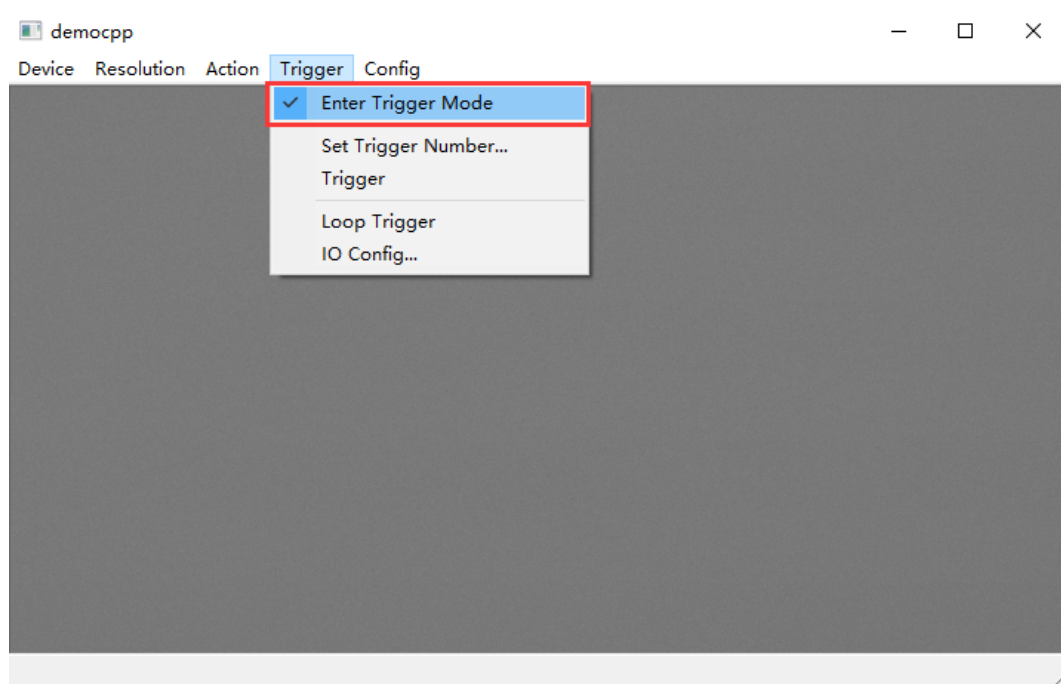 democpp
Device Resolution Action Trigger Config
Enter Trigger Mode
Set Trigger Number...
Trigger
Loop Trigger
IO Config...